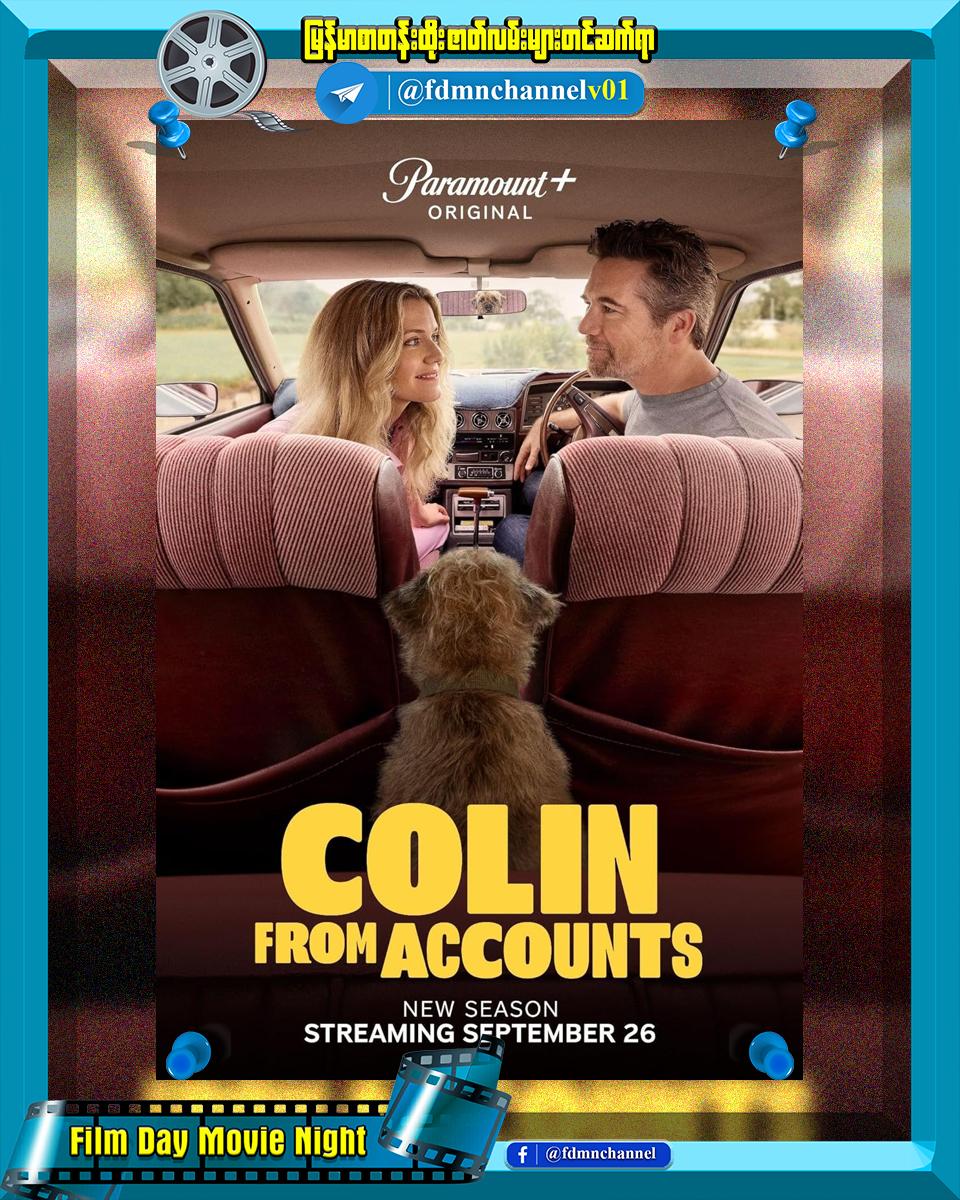 မြန်မာစာတန်းထိုးဇာတ်လမ်းများတင်ဆက်ရာ
@fdmnchannelv01
Paramount+
ORIGINAL
COLIN
FROM ACCOUNTS
NEW SEASON
STREAMING SEPTEMBER 26
Film Day Movie Night
@fdmnchannel